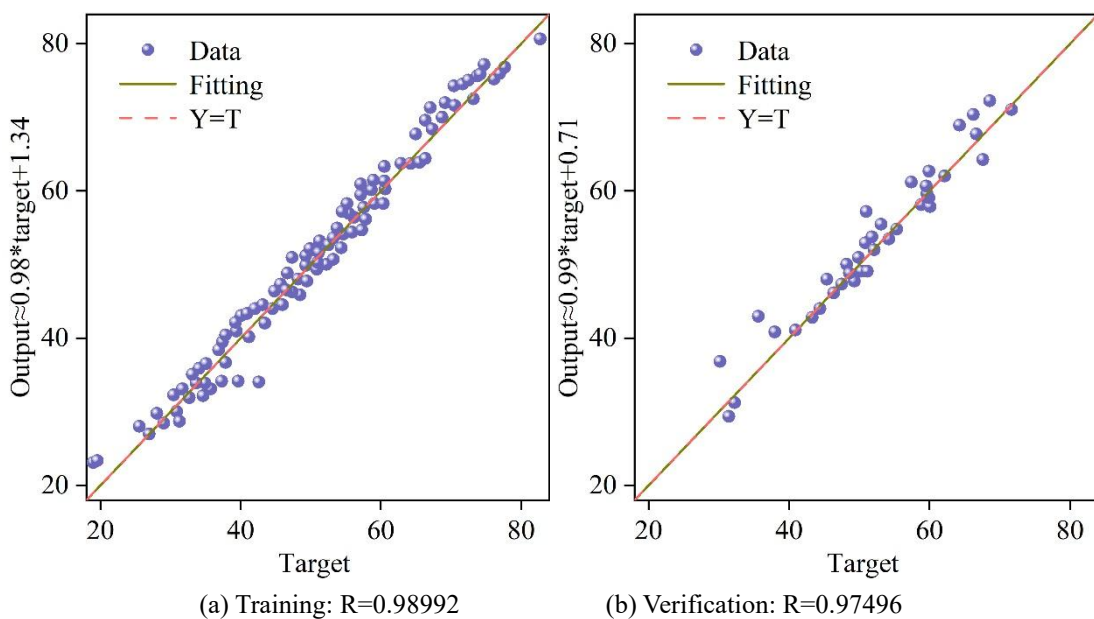 80
60
40
20
Output≈0.98*target+1.34
Data
Fitting
Y=T
20
40
60
80
Target
(a) Training: R=0.98992
80
60
40
20
Output≈0.99*target+0.71
Data
Fitting
Y=T
20
40
60
80
Target
(b) Verification: R=0.97496